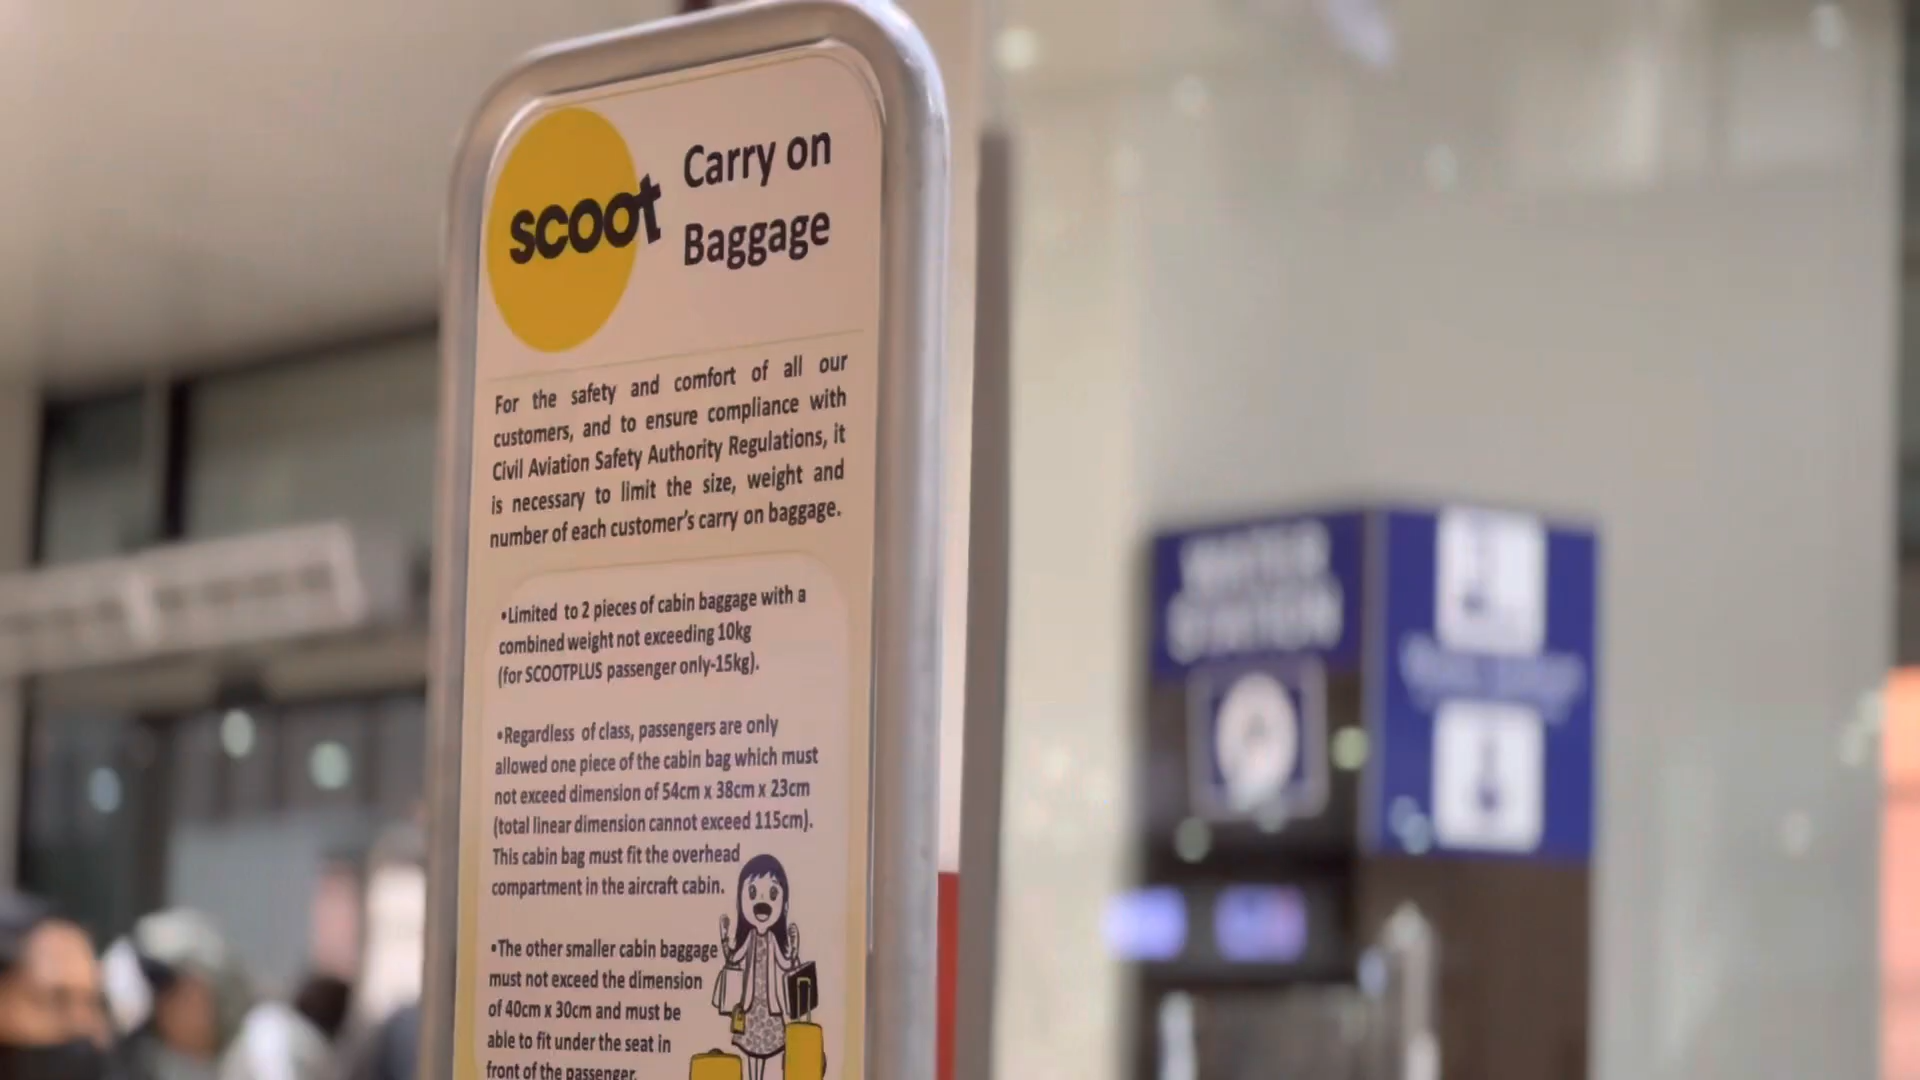 scoot
Carry on
Baggage
For the safety and comfort of all our
customers, and to ensure compliance with
Civil Aviation Safety Authority Regulations, it
is necessary to limit the size, weight and
number of each customer's carry on baggage.
•Limited to 2 pieces of cabin baggage with a
combined weight not exceeding 10kg
(for SCOOTPLUS passenger only-15kg).
•Regardless of class, passengers are only
allowed one piece of the cabin bag which must
not exceed dimension of 54cm x 38cm x 23cm
(total linear dimension cannot exceed 115cm).
This cabin bag must fit the overhead
compartment in the aircraft cabin.
•The other smaller cabin baggage
must not exceed the dimension
of 40cm x 30cm and must be
able to fit under the seat in
front of the passenger.
WATER
STATION